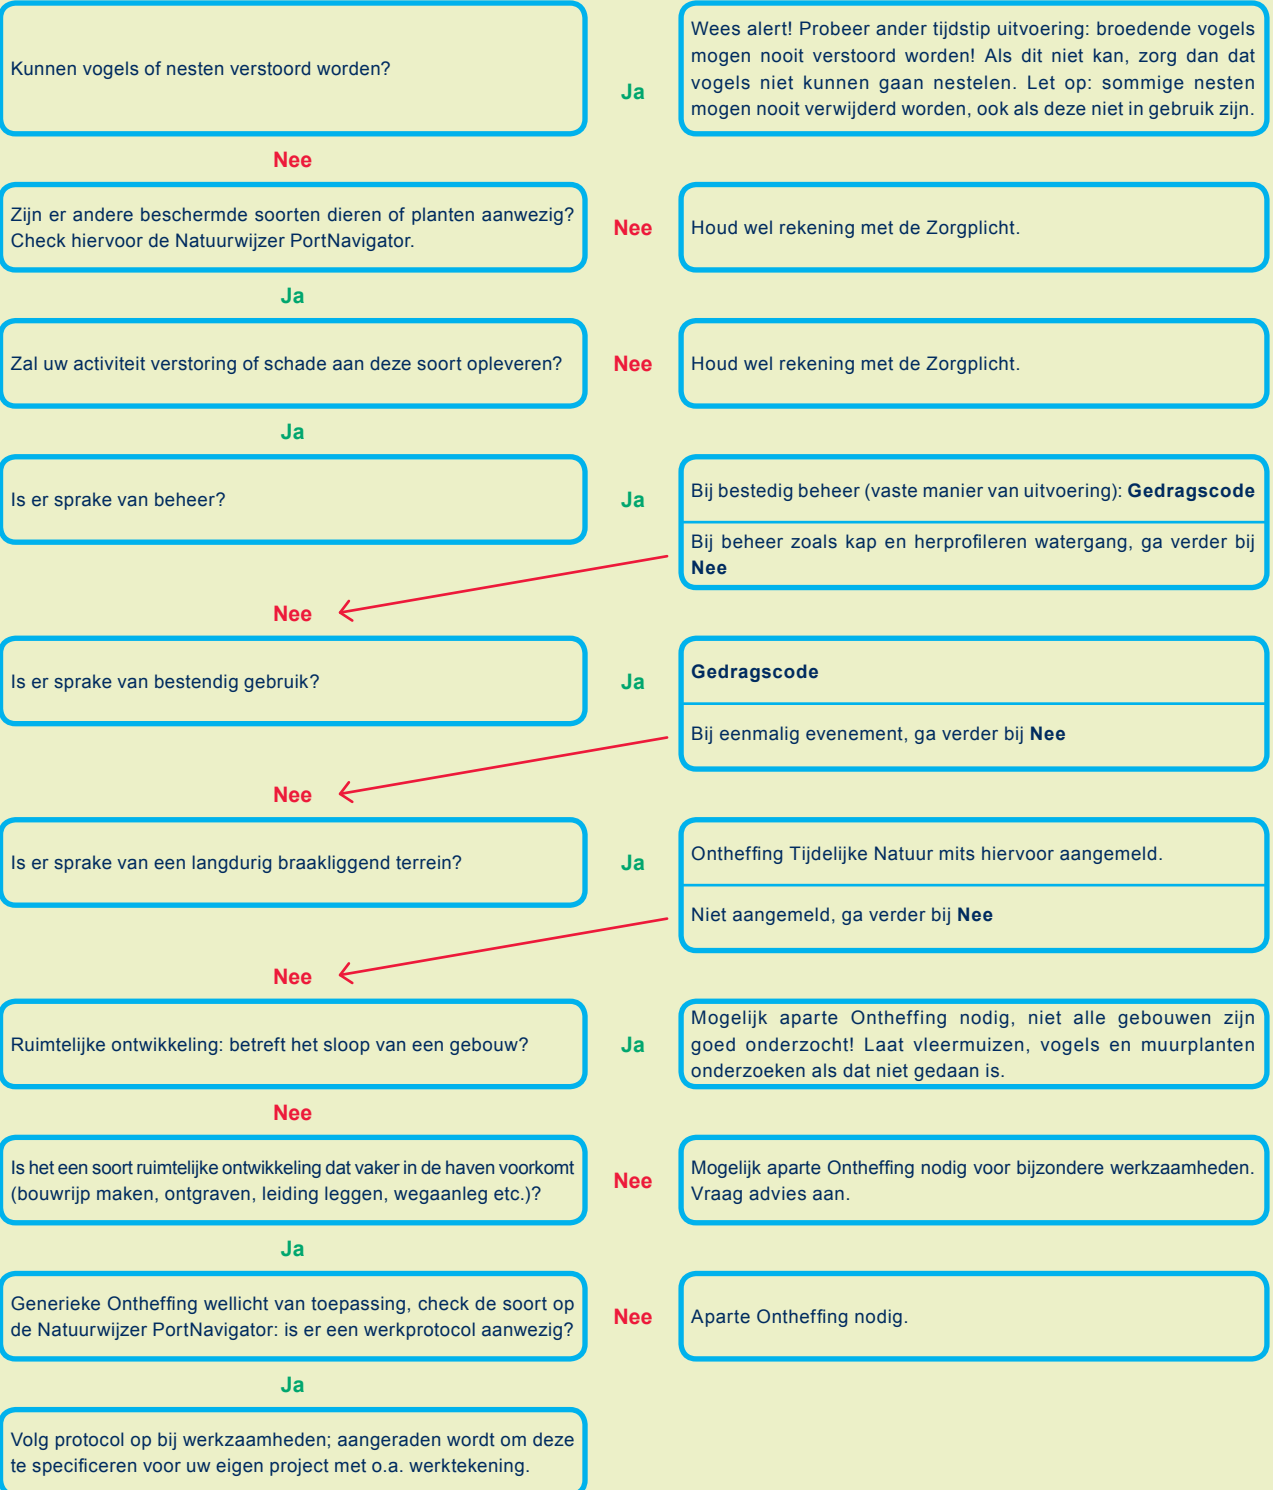 Kunnen vogels of nesten verstoord worden?
Ja
Wees alert! Probeer ander tijdstip uitvoering: broedende vogels
mogen nooit verstoord worden! Als dit niet kan, zorg dan dat
vogels niet kunnen gaan nestelen. Let op: sommige nesten
mogen nooit verwijderd worden, ook als deze niet in gebruik zijn.
Nee
Zijn er andere beschermde soorten dieren of planten aanwezig?
Check hiervoor de Natuurwijzer PortNavigator.
Nee
Houd wel rekening met de Zorgplicht.
Ja
Zal uw activiteit verstoring of schade aan deze soort opleveren?
Nee
Houd wel rekening met de Zorgplicht.
Ja
Is er sprake van beheer?
Ja
Bij bestedig beheer (vaste manier van uitvoering): Gedragscode
Bij beheer zoals kap en herprofileren watergang, ga verder bij
Nee
Nee
Is er sprake van bestendig gebruik?
Ja
Gedragscode
Bij eenmalig evenement, ga verder bij Nee
Nee
Is er sprake van een langdurig braakliggend terrein?
Ja
Ontheffing Tijdelijke Natuur mits hiervoor aangemeld.
Niet aangemeld, ga verder bij Nee
Nee
Ruimtelijke ontwikkeling: betreft het sloop van een gebouw?
Ja
Mogelijk aparte Ontheffing nodig, niet alle gebouwen zijn
goed onderzocht! Laat vleermuizen, vogels en muurplanten
onderzoeken als dat niet gedaan is.
Nee
Is het een soort ruimtelijke ontwikkeling dat vaker in de haven voorkomt
(bouwrijp maken, ontgraven, leiding leggen, wegaanleg etc.)?
Nee
Mogelijk aparte Ontheffing nodig voor bijzondere werkzaamheden.
Vraag advies aan.
Ja
Generieke Ontheffing wellicht van toepassing, check de soort op
de Natuurwijzer PortNavigator: is er een werkprotocol aanwezig?
Nee
Aparte Ontheffing nodig.
Ja
Volg protocol op bij werkzaamheden; aangeraden wordt om deze
te specificeren voor uw eigen project met o.a. werktekening.